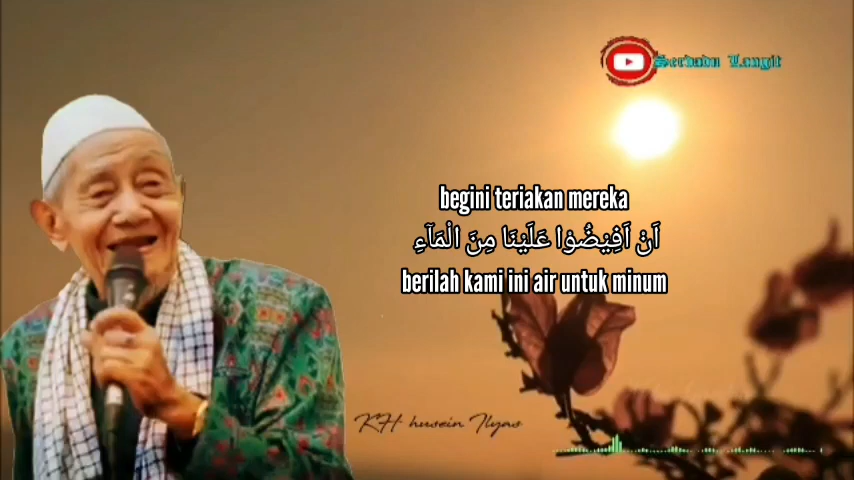 Serdadu Langit
begini teriakan mereka
اَنْ اَفِيْضُوْا عَلَيْنَا مِنَ الْمَآءِ
berilah kami ini air untuk minum
KH husein Ilyas